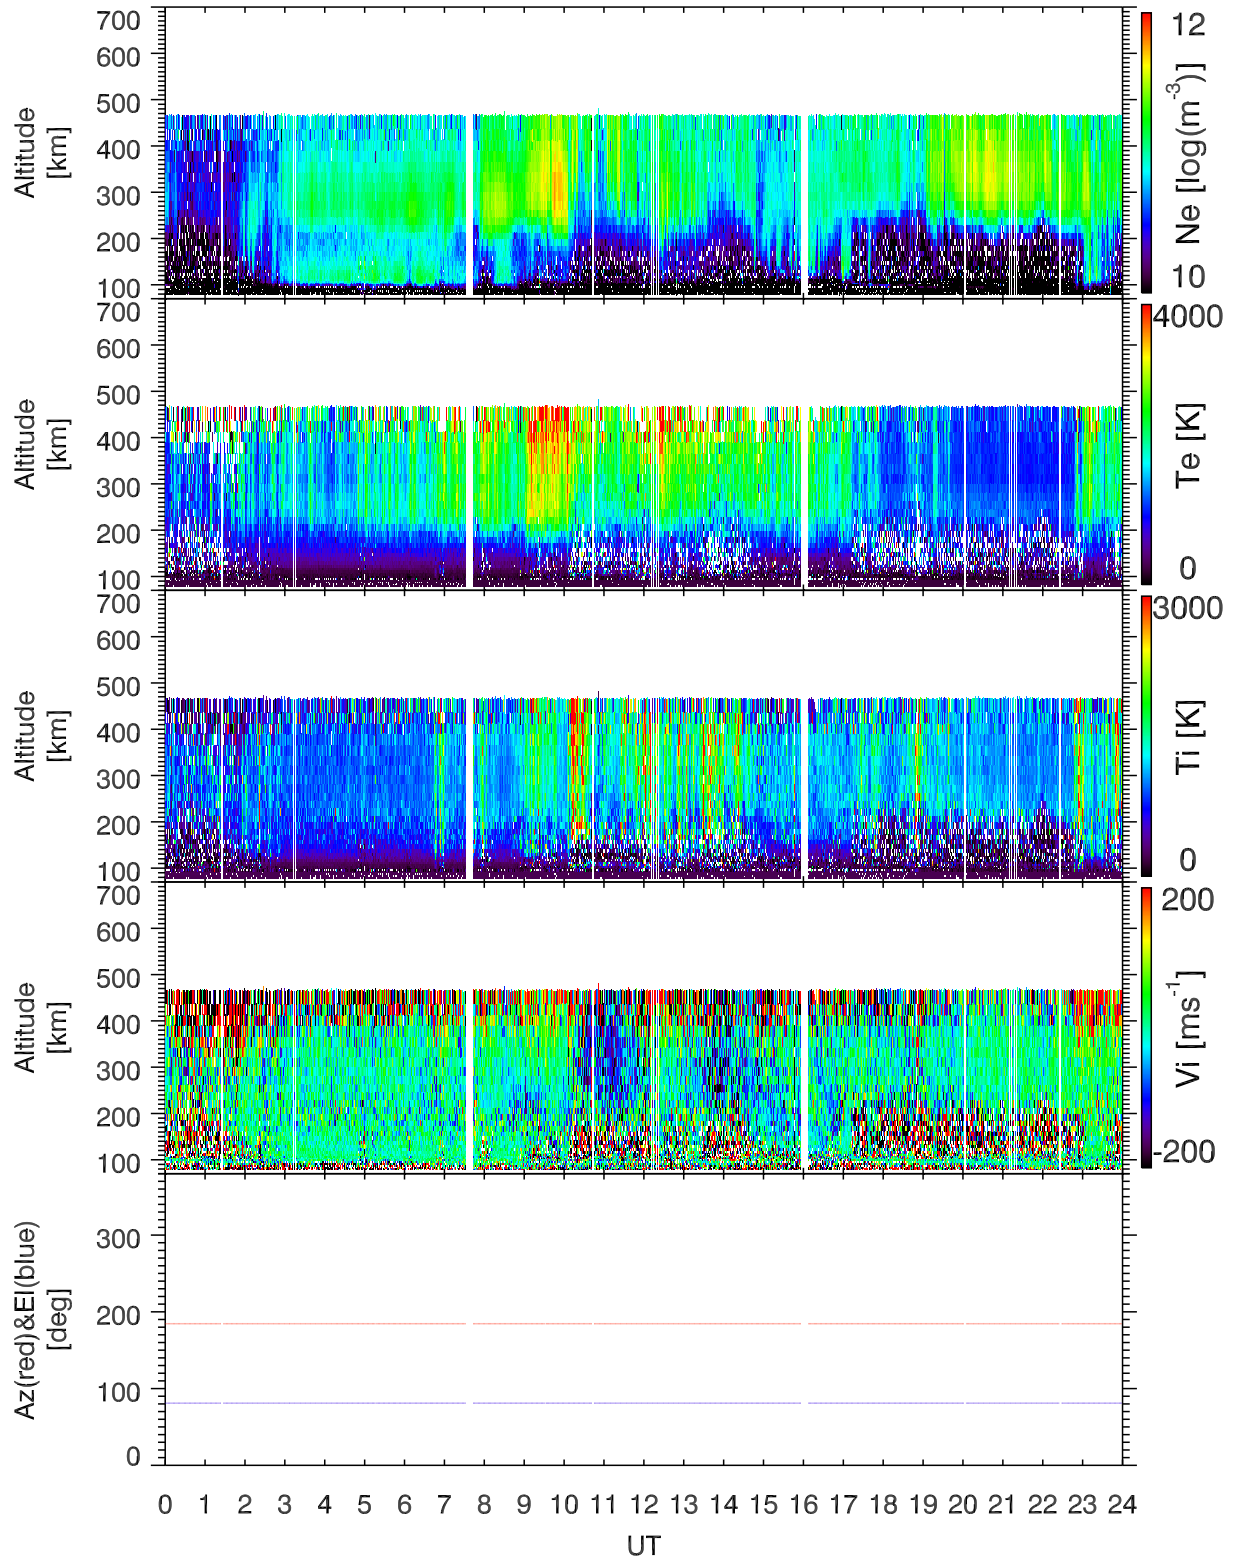 700
600
500
400
300
200
100
Altitude
[km]
12
Ne [log(m⁻³)]
10
700
600
500
400
300
200
100
Altitude
[km]
4000
Te [K]
0
700
600
500
400
300
200
100
Altitude
[km]
3000
Ti [K]
0
700
600
500
400
300
200
100
Altitude
[km]
200
Vi [ms⁻¹]
-200
300
200
100
0
Az(red)&El(blue)
[deg]
0 1 2 3 4 5 6 7 8 9 10 11 12 13 14 15 16 17 18 19 20 21 22 23 24
UT